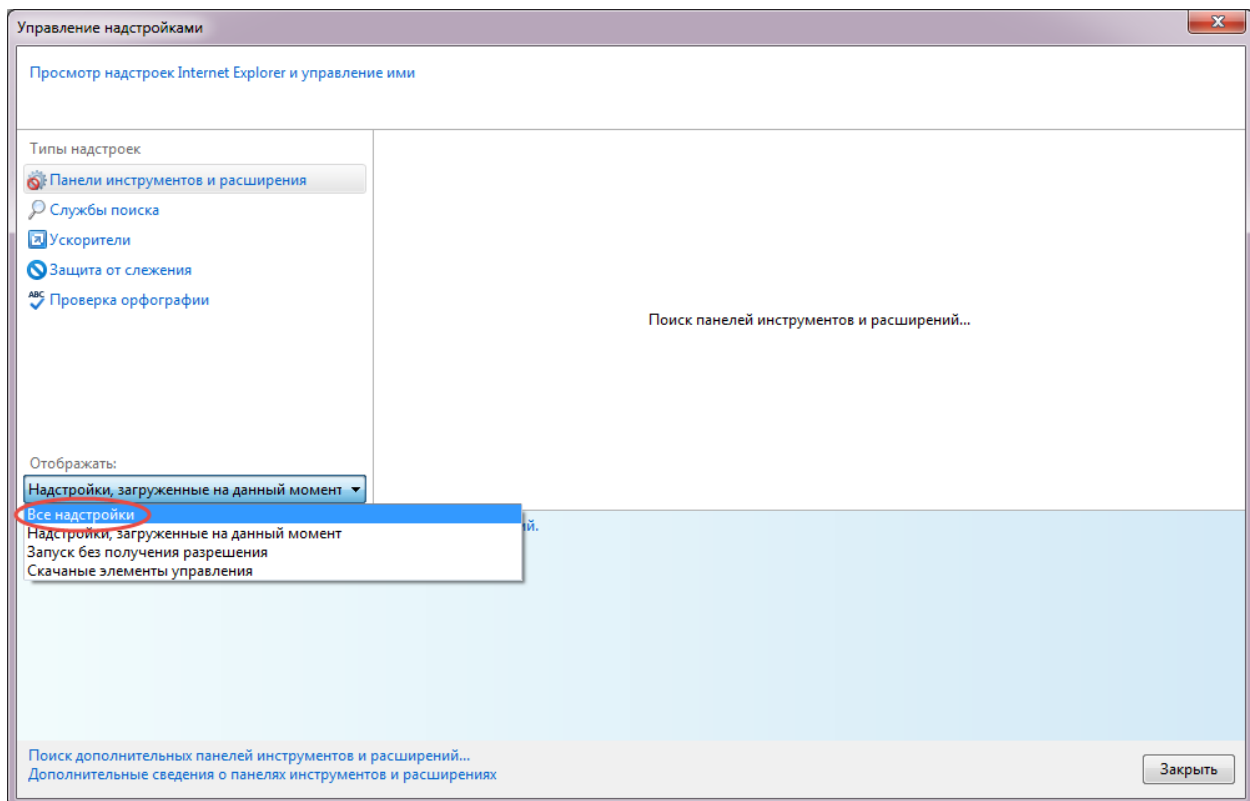 Управление надстройками
Просмотр надстроек Internet Explorer и управление ими
Типы надстроек
Панели инструментов и расширения
Службы поиска
Ускорители
Защита от слежения
ABC Проверка орфографии
Поиск панелей инструментов и расширений...
Отображать:
Надстройки, загруженные на данный момент
Все надстройки
й.
Надстройки, загруженные на данный момент
Запуск без получения разрешения
Скачаные элементы управления
Поиск дополнительных панелей инструментов и расширений...
Дополнительные сведения о панелях инструментов и расширениях
Закрыть